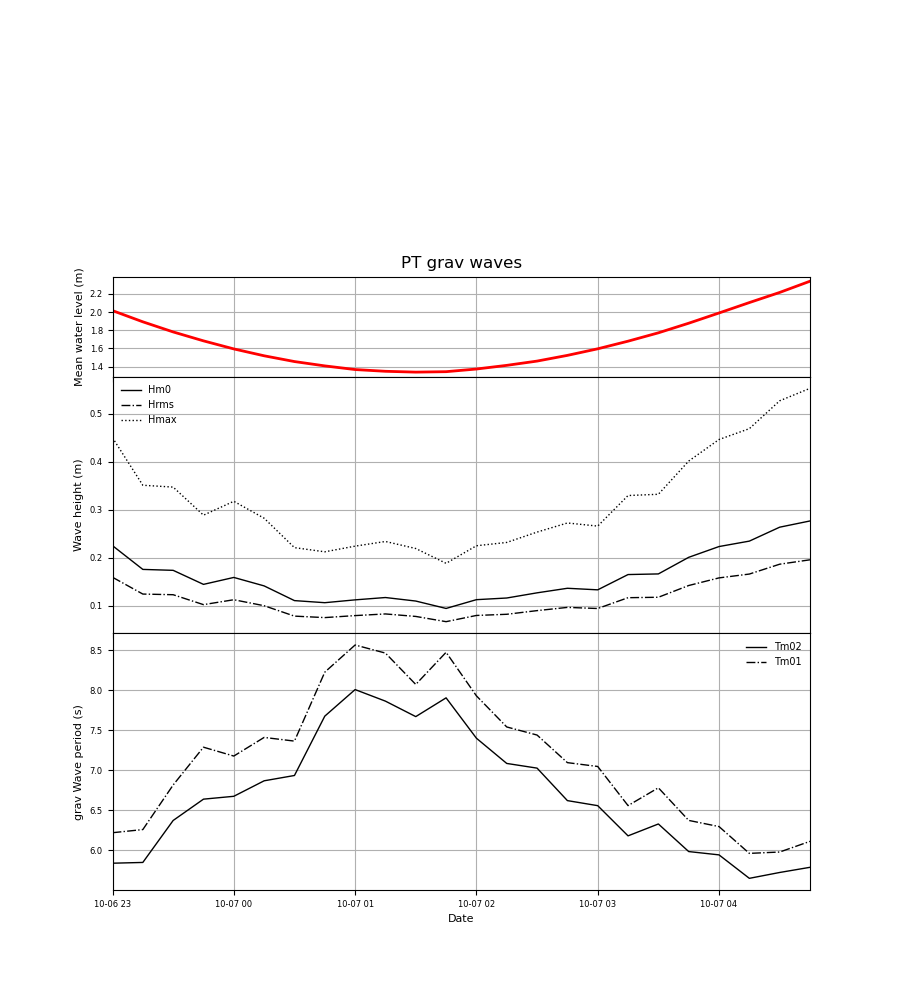 PT grav waves
Mean water level (m)
2.2
2.0
1.8
1.6
1.4
Hm0
Hrms
Hmax
Wave height (m)
0.5
0.4
0.3
0.2
0.1
Tm02
Tm01
grav Wave period (s)
8.5
8.0
7.5
7.0
6.5
6.0
10-06 23 10-07 00 10-07 01 10-07 02 10-07 03 10-07 04
Date